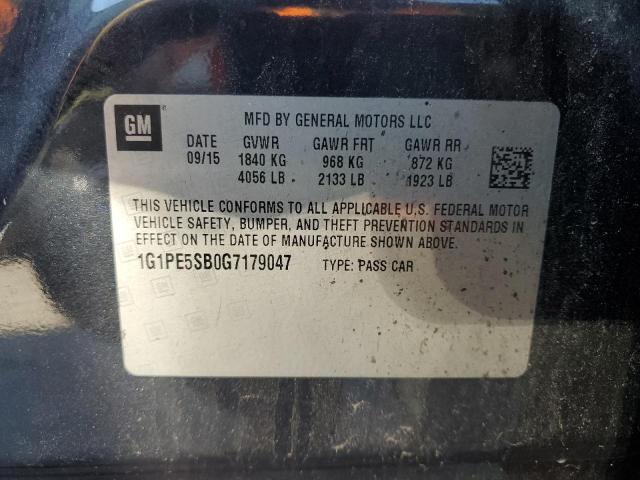 GM
MFD BY GENERAL MOTORS LLC
DATE GVWR GAWR FRT GAWR RR
09/15 1840 KG 968 KG 872 KG
4056 LB 2133 LB 1923 LB
THIS VEHICLE CONFORMS TO ALL APPLICABLE U.S. FEDERAL MOTOR
VEHICLE SAFETY, BUMPER, AND THEFT PREVENTION STANDARDS
IN EFFECT ON THE DATE OF MANUFACTURE SHOWN ABOVE.
1G1PE5SB0G7179047 TYPE: PASS CAR